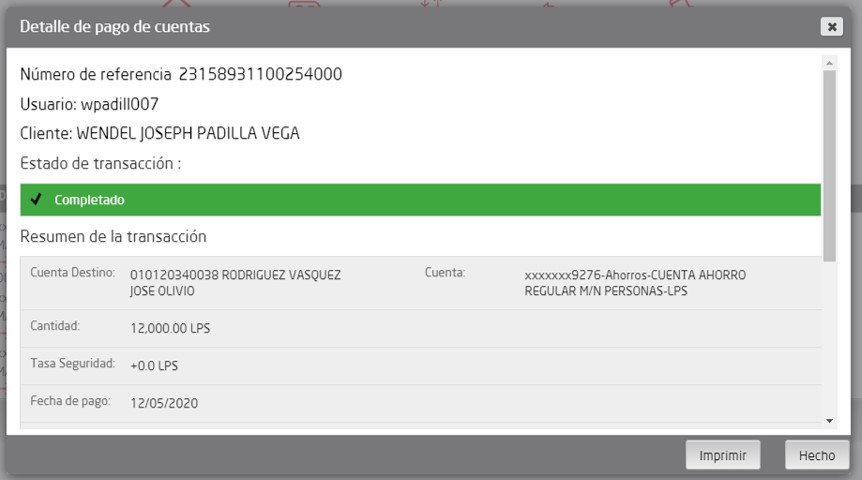 Detalle de pago de cuentas
Número de referencia 23158931100254000
Usuario: wpadill007
Cliente: WENDEL JOSEPH PADILLA VEGA
Estado de transacción :
Completado
Resumen de la transacción
Cuenta Destino: 010120340038 RODRIGUEZ VASQUEZ
JOSE OLIVIO
Cuenta: xxxxxxx9276-Ahorros-CUENTA AHORRO
REGULAR M/N PERSONAS-LPS
Cantidad: 12,000.00 LPS
Tasa Seguridad: +0.0 LPS
Fecha de pago: 12/05/2020
Imprimir
Hecho